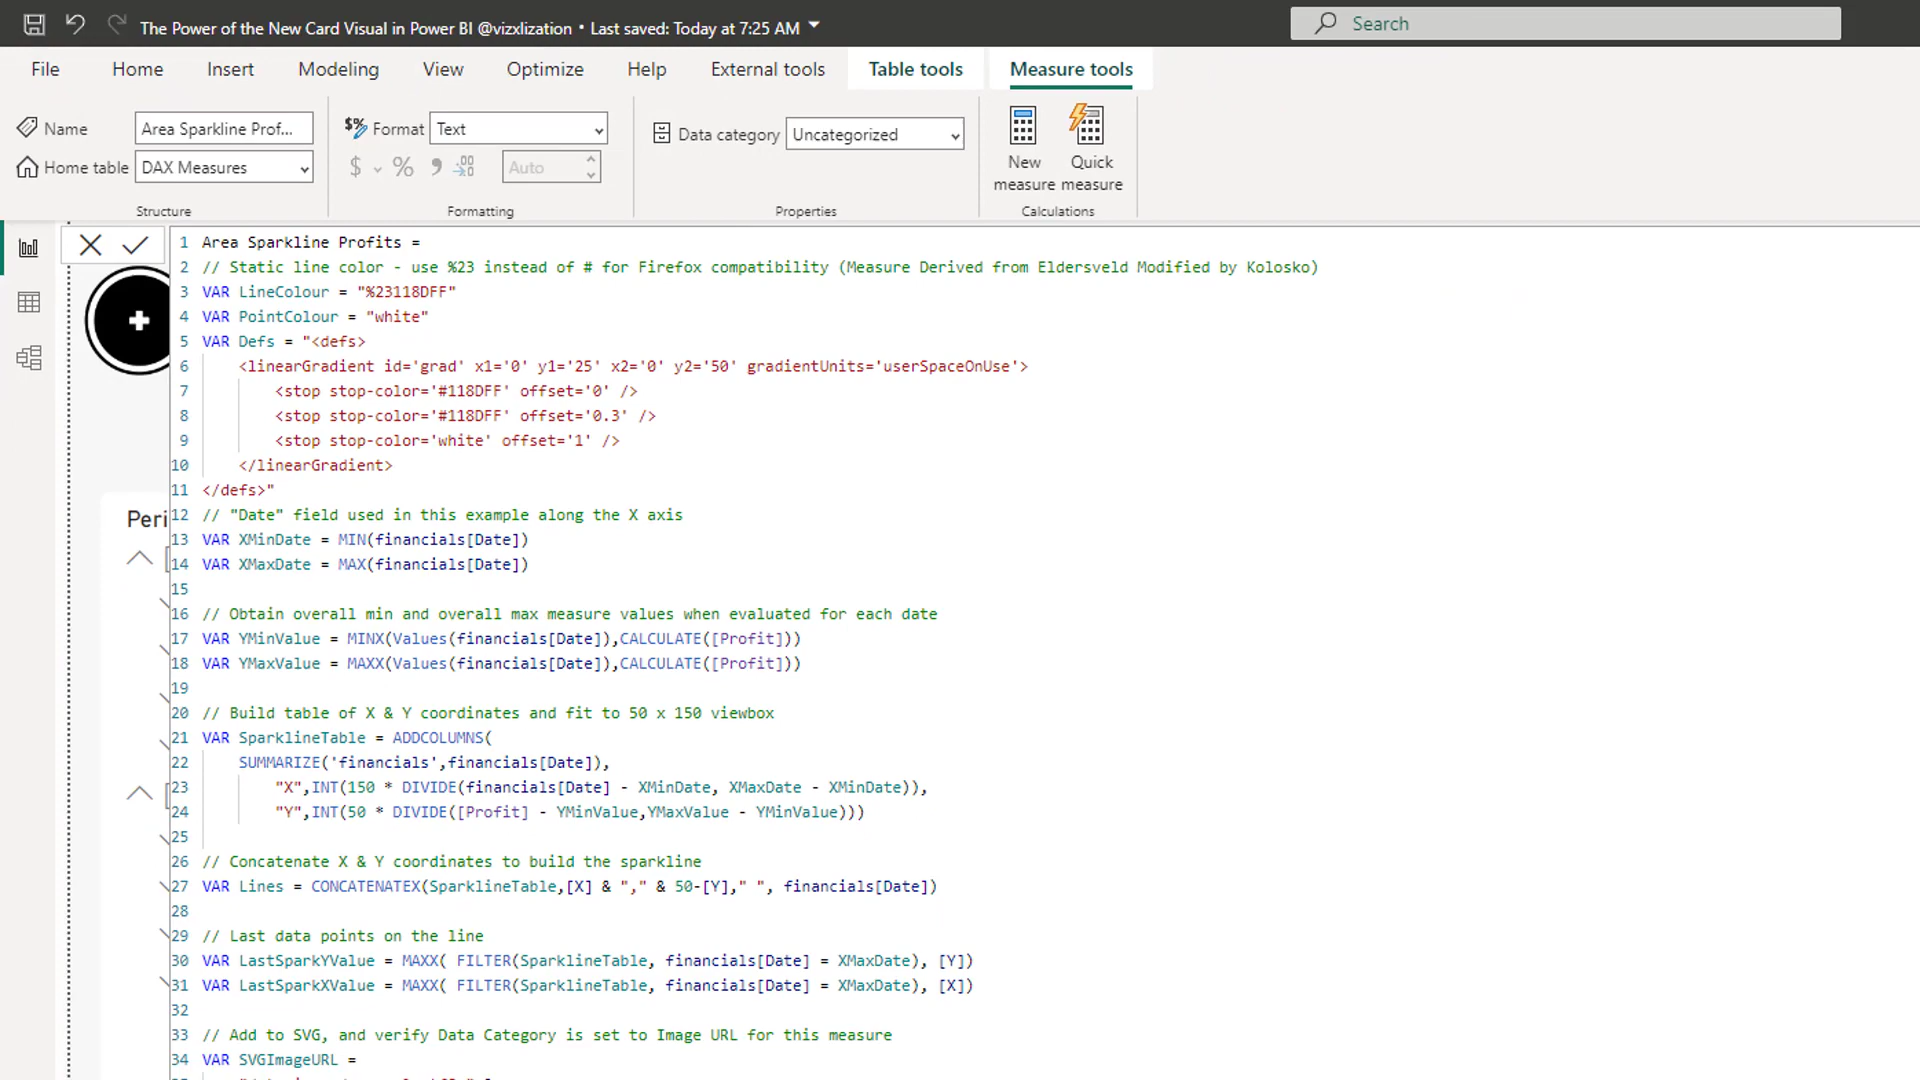 The Power of the New Card Visual in Power BI @vizxlization • Last saved: Today at 7:25 AM
Search
File Home Insert Modeling View Optimize Help External tools Table tools Measure tools
Name Area Sparkline Prof... $% Format Text Data category Uncategorized New measure Quick measure
Home table DAX Measures $ % , .00 Auto
Structure Formatting Properties Calculations
Peri
1 Area Sparkline Profits =
2 // Static line color - use %23 instead of # for Firefox compatibility (Measure Derived from Eldersveld Modified by Kolosko)
3 VAR LineColour = "%23118DFF"
4 VAR PointColour = "white"
5 VAR Defs = "<defs>
6 <linearGradient id='grad' x1='0' y1='25' x2='0' y2='50' gradientUnits='userSpaceOnUse'>
7 <stop stop-color='#118DFF' offset='0' />
8 <stop stop-color='#118DFF' offset='0.3' />
9 <stop stop-color='white' offset='1' />
10 </linearGradient>
11 </defs>"
12 // "Date" field used in this example along the X axis
13 VAR XMinDate = MIN(financials[Date])
14 VAR XMaxDate = MAX(financials[Date])
15
16 // Obtain overall min and overall max measure values when evaluated for each date
17 VAR YMinValue = MINX(Values(financials[Date]),CALCULATE([Profit]))
18 VAR YMaxValue = MAXX(Values(financials[Date]),CALCULATE([Profit]))
19
20 // Build table of X & Y coordinates and fit to 50 x 150 viewbox
21 VAR SparklineTable = ADDCOLUMNS(
22 SUMMARIZE('financials',financials[Date]),
23 "X",INT(150 * DIVIDE(financials[Date] - XMinDate, XMaxDate - XMinDate)),
24 "Y",INT(50 * DIVIDE([Profit] - YMinValue,YMaxValue - YMinValue)))
25
26 // Concatenate X & Y coordinates to build the sparkline
27 VAR Lines = CONCATENATEX(SparklineTable,[X] & "," & 50-[Y]," ", financials[Date])
28
29 // Last data points on the line
30 VAR LastSparkYValue = MAXX( FILTER(SparklineTable, financials[Date] = XMaxDate), [Y])
31 VAR LastSparkXValue = MAXX( FILTER(SparklineTable, financials[Date] = XMaxDate), [X])
32
33 // Add to SVG, and verify Data Category is set to Image URL for this measure
34 VAR SVGImageURL =